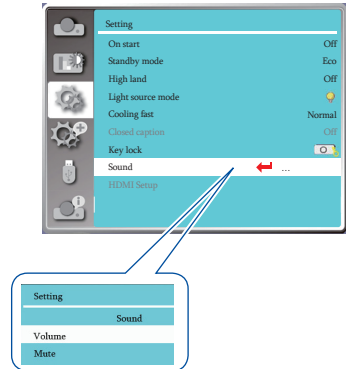 Setting
On start Off
Standby mode Eco
High land Off
Light source mode
Cooling fast Normal
Closed caption Off
Key lock
Sound ...
HDMI Setup
Setting
Sound
Volume
Mute